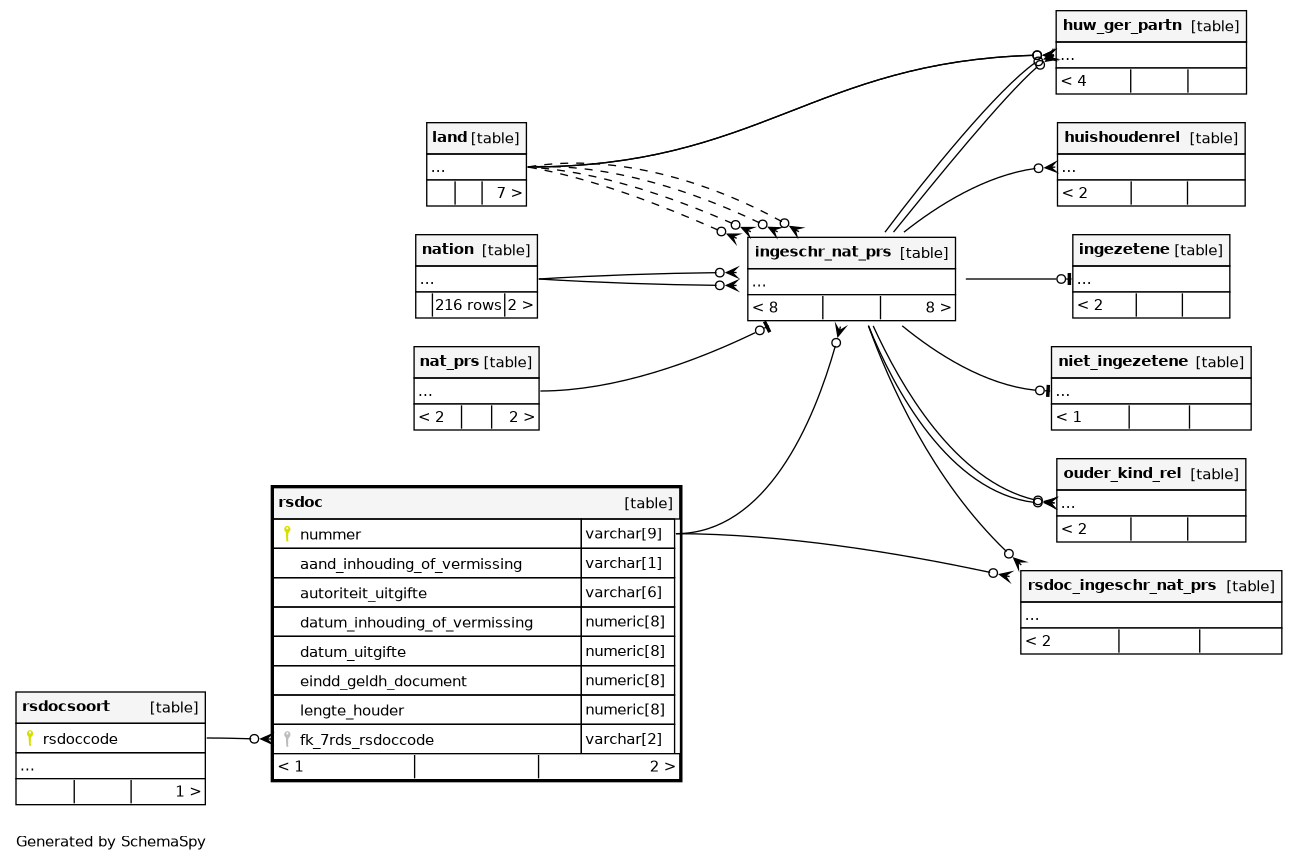 huw_ger_partn [table]
...
< 4
land [table]
...
7 >
huishoudenrel [table]
...
< 2
nation [table]
...
216 rows 2 >
ingeschr_nat_prs [table]
...
< 8 8 >
ingezetene [table]
...
< 2
nat_prs [table]
...
< 2 2 >
niet_ingezetene [table]
...
< 1
ouder_kind_rel [table]
...
< 2
rsdoc [table]
nummer varchar[9]
aand_inhouding_of_vermissing varchar[1]
autoriteit_uitgifte varchar[6]
datum_inhouding_of_vermissing numeric[8]
datum_uitgifte numeric[8]
eindd_geldh_document numeric[8]
lengte_houder numeric[8]
fk_7rds_rsdoccode varchar[2]
< 1 2 >
rsdoc_ingeschr_nat_prs [table]
...
< 2
rsdocsoort [table]
rsdoccode
...
1 >
Generated by SchemaSpy